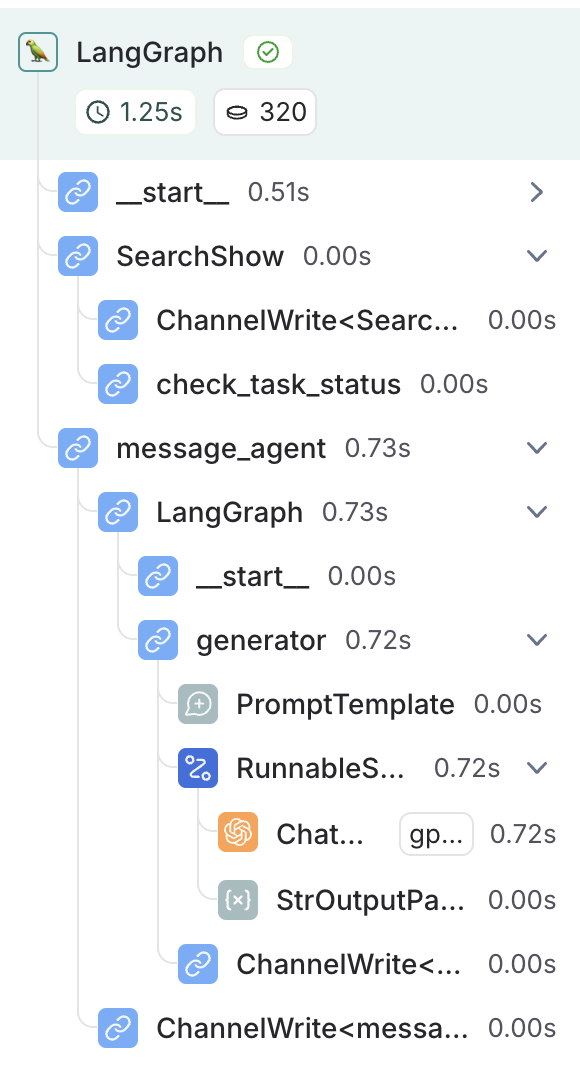 LangGraph
1.25s 320
__start__ 0.51s
SearchShow 0.00s
ChannelWrite<Searc... 0.00s
check_task_status 0.00s
message_agent 0.73s
LangGraph 0.73s
__start__ 0.00s
generator 0.72s
PromptTemplate 0.00s
RunnableS... 0.72s
Chat... gp... 0.72s
{x} StrOutputPa... 0.00s
ChannelWrite<... 0.00s
ChannelWrite<messa... 0.00s